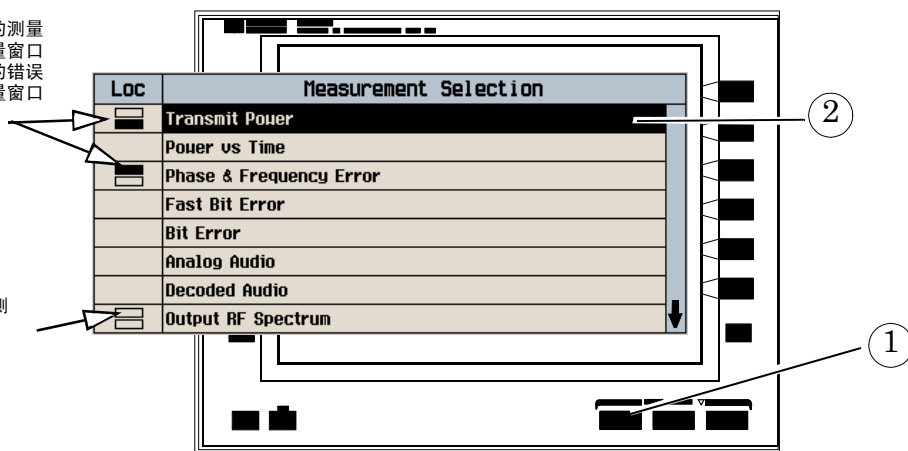 的测量
量窗口
的错误
量窗口
Loc
Measurement Selection
Transmit Power
Power vs Time
Phase & Frequency Error
Fast Bit Error
Bit Error
Analog Audio
Decoded Audio
Output RF Spectrum
2
测
1